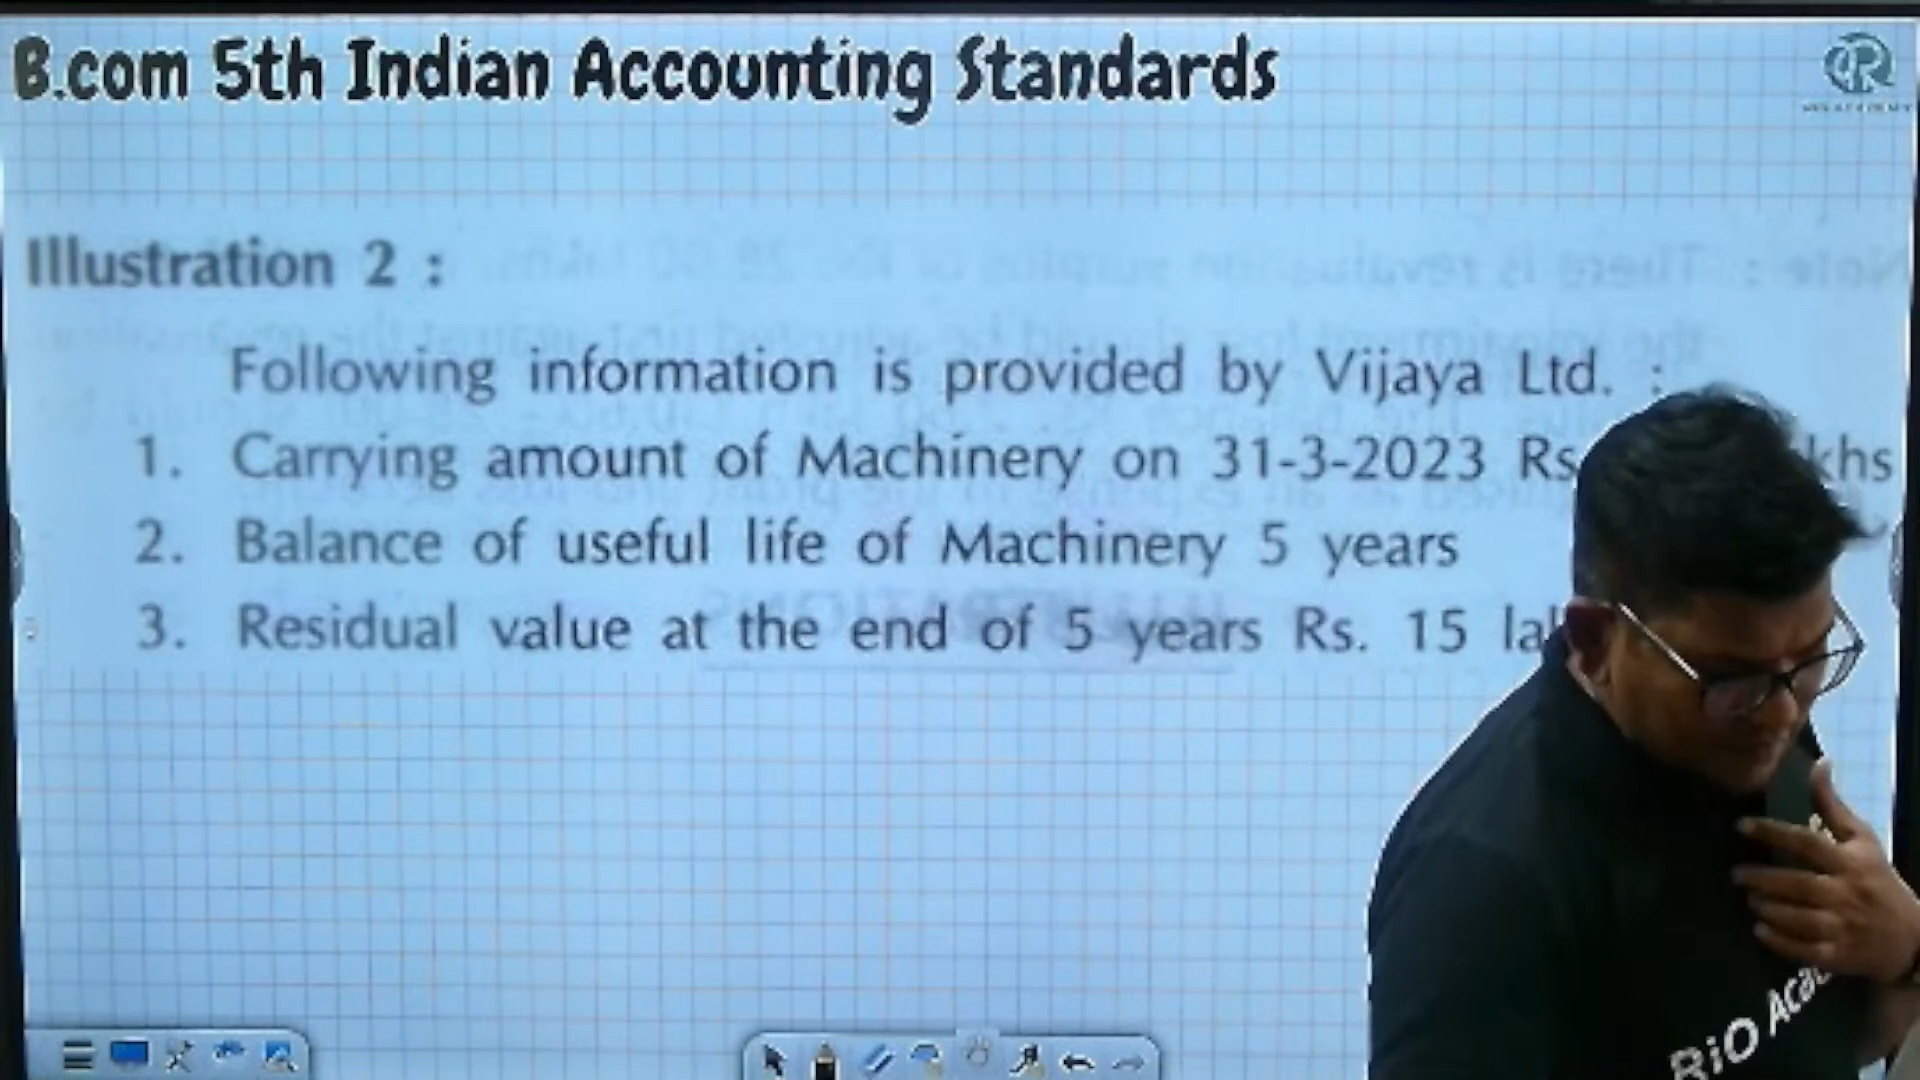 B.com 5th Indian Accounting Standards
Illustration 2 :
Following information is provided by Vijaya Ltd. :
1. Carrying amount of Machinery on 31-3-2023 Rs
2. Balance of useful life of Machinery 5 years
3. Residual value at the end of 5 years Rs. 15
RiO